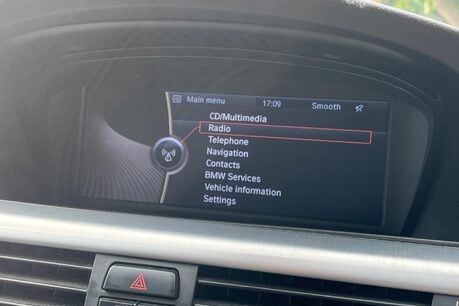 Main menu 17:09 Smooth
CD/Multimedia
Radio
Telephone
Navigation
Contacts
BMW Services
Vehicle information
Settings